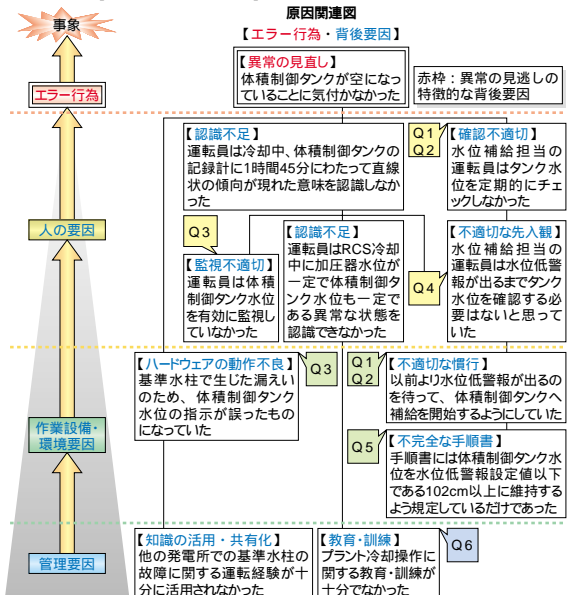 原因関連図
【エラー行為・背後要因】
事象
エラー行為
【異常の見直し】
体積制御タンクが空になっ
ていることに気付かなかった
赤枠:異常の見逃しの
特徴的な背後要因
人の要因
【認識不足】
運転員は冷却中、体積制御タンクの
記録計に1時間45分にわたって直線
状の傾向が現れた意味を認識しなか
った
Q1
Q2
【確認不適切】
水位補給担当の
運転員はタンク水
位を定期的にチェ
ックしなかった
Q3
【監視不適切】
運転員は体積
制御タンク水位
を有効に監視し
ていなかった
【認識不足】
運転員はRCS冷却
中に加圧器水位が
一定で体積制御タ
ンク水位も一定で
ある異常な状態を
認識できなかった
Q4
【不適切な先入観】
水位補給担当の
運転員は水位低警
報が出るまでタンク
水位を確認する必
要はないと思って
いた
作業設備・
環境要因
【ハードウェアの動作不良】
基準水柱で生じた漏えい
のため、体積制御タンク
水位の指示が誤ったもの
になっていた
Q3
Q1
Q2
【不適切な慣行】
以前より水位低警報が出るの
を待って、体積制御タンクへ
補給を開始するようにしていた
Q5
【不完全な手順書】
手順書には体積制御タンク水
位を水位低警報設定値以下
である102cm以上に維持する
よう規定しているだけであった
管理要因
【知識の活用・共有化】
他の発電所での基準水柱の
故障に関する運転経験が十
分に活用されなかった
【教育・訓練】
プラント冷却操作に
関する教育・訓練が
十分でなかった
Q6